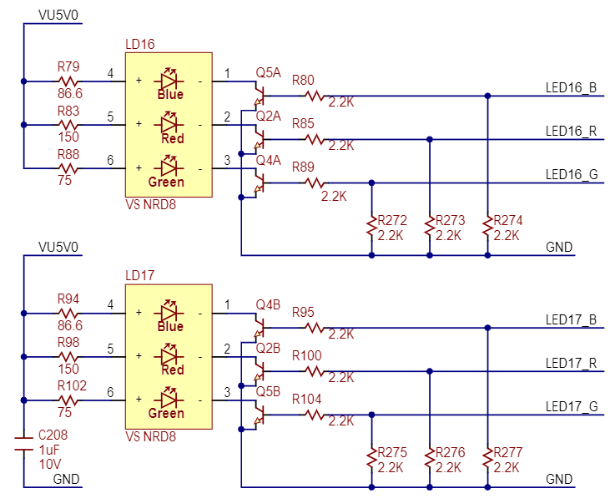 VU5V0
LD16
R79
86.6
4 + Blue - 1
Q5A
R80
2.2K
LED16_B
R83
150
5 + Red - 2
Q2A
R85
2.2K
LED16_R
R88
75
6 + Green - 3
Q4A
R89
2.2K
LED16_G
VS NRD8
R272
2.2K
R273
2.2K
R274
2.2K
GND
VU5V0
LD17
R94
86.6
4 + Blue - 1
Q4B
R95
2.2K
LED17_B
R98
150
5 + Red - 2
Q2B
R100
2.2K
LED17_R
R102
75
6 + Green - 3
Q5B
R104
2.2K
LED17_G
VS NRD8
C208
1uF
10V
GND
R275
2.2K
R276
2.2K
R277
2.2K
GND